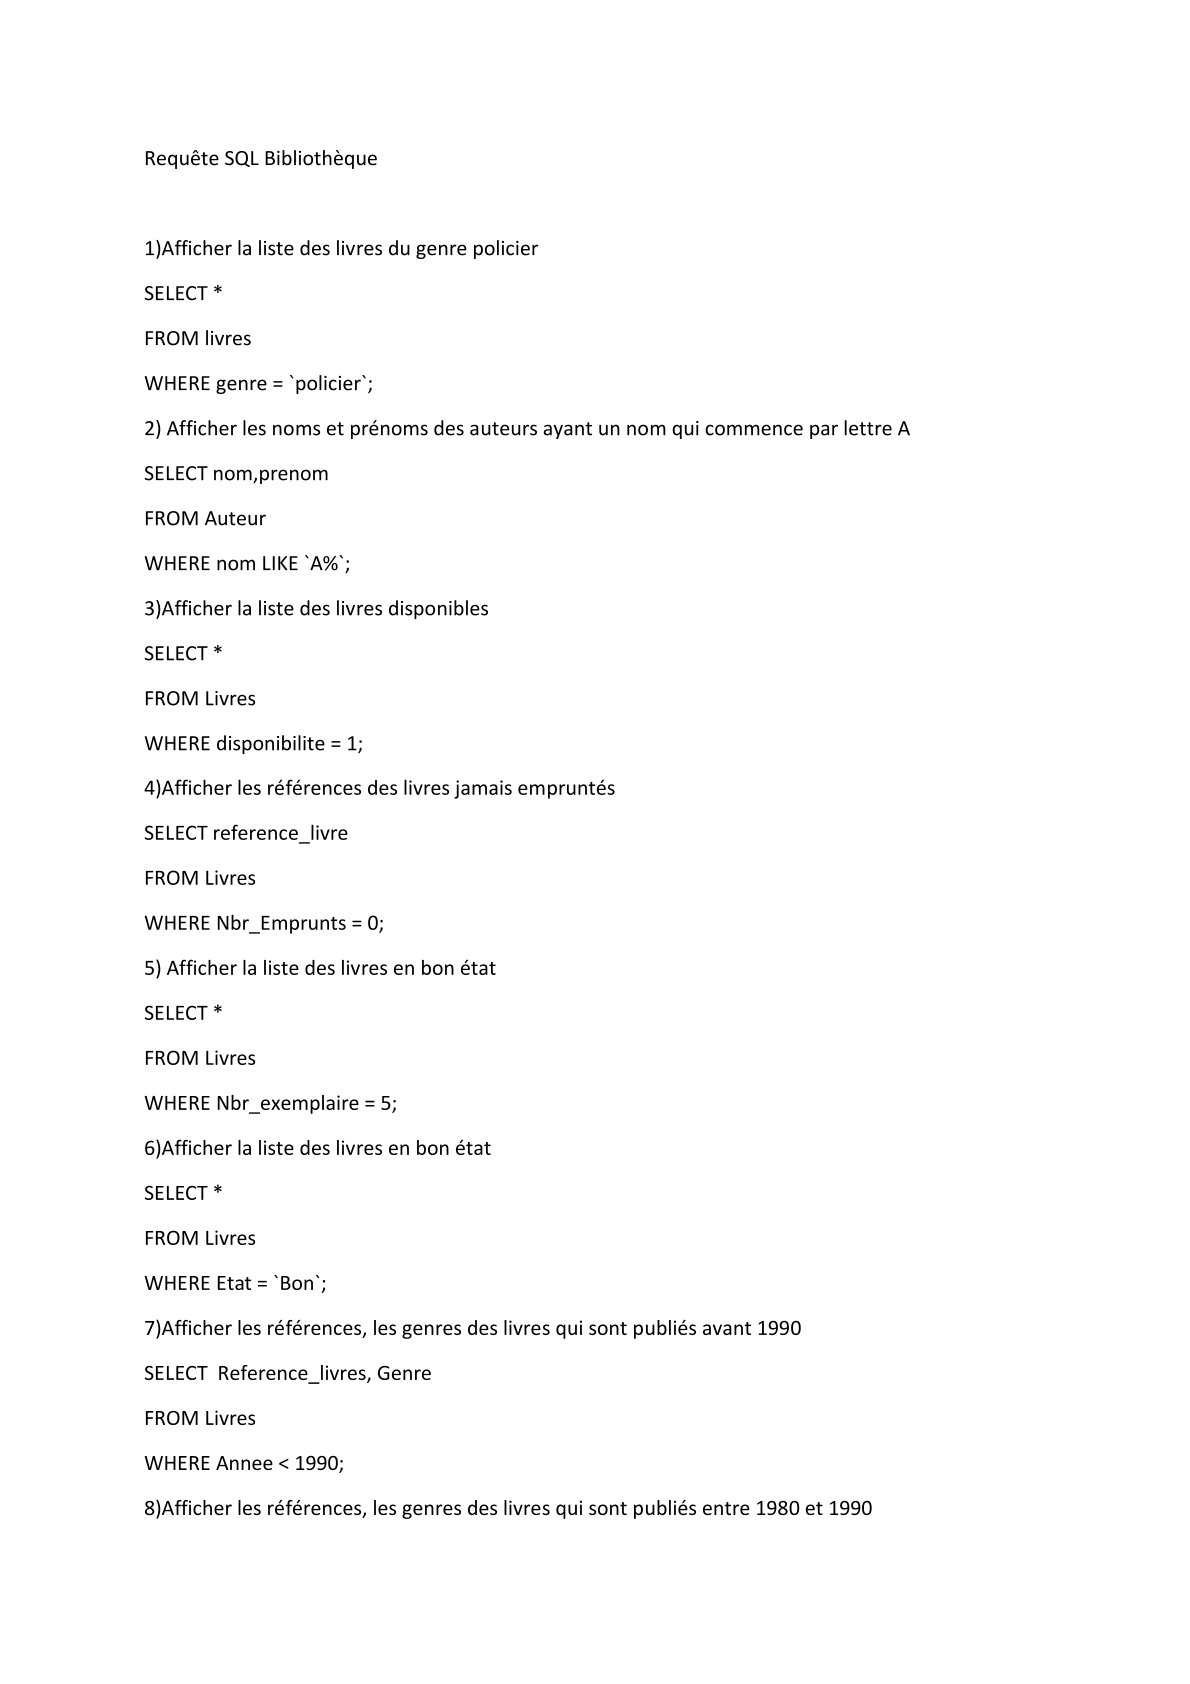 Requête SQL Bibliothèque
1)Afficher la liste des livres du genre policier
SELECT *
FROM livres
WHERE genre = `policier`;
2) Afficher les noms et prénoms des auteurs ayant un nom qui commence par lettre A
SELECT nom,prenom
FROM Auteur
WHERE nom LIKE `A%`;
3)Afficher la liste des livres disponibles
SELECT *
FROM Livres
WHERE disponibilite = 1;
4)Afficher les références des livres jamais empruntés
SELECT reference_livre
FROM Livres
WHERE Nbr_Emprunts = 0;
5) Afficher la liste des livres en bon état
SELECT *
FROM Livres
WHERE Nbr_exemplaire = 5;
6)Afficher la liste des livres en bon état
SELECT *
FROM Livres
WHERE Etat = `Bon`;
7)Afficher les références, les genres des livres qui sont publiés avant 1990
SELECT  Reference_livres, Genre
FROM Livres
WHERE Annee < 1990;
8)Afficher les références, les genres des livres qui sont publiés entre 1980 et 1990